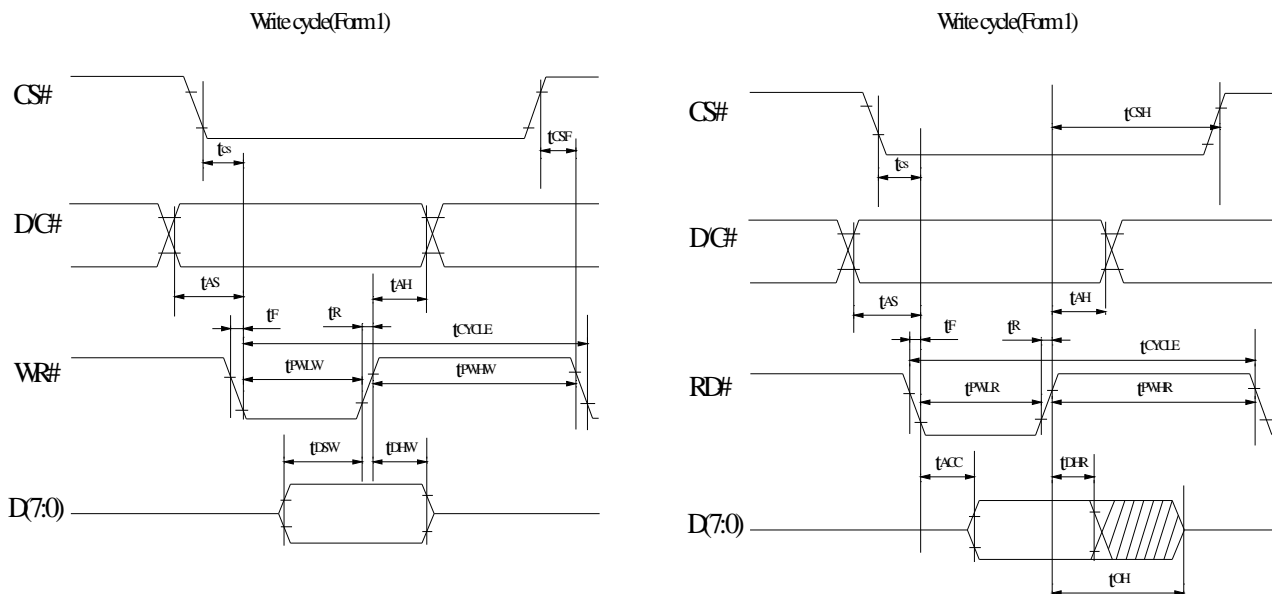 Write cycle(Form1)
CS#
tcs
tCSF
D/C#
tAS
tAH
tF
tR
tCYCLE
WR#
tPWLW
tPWHW
tDSW
tDHW
D(7:0)
Write cycle(Form1)
CS#
tCSH
tcs
D/C#
tAS
tAH
tF
tR
tCYCLE
RD#
tPWLR
tPWHR
tACC
tDHR
D(7:0)
tOH